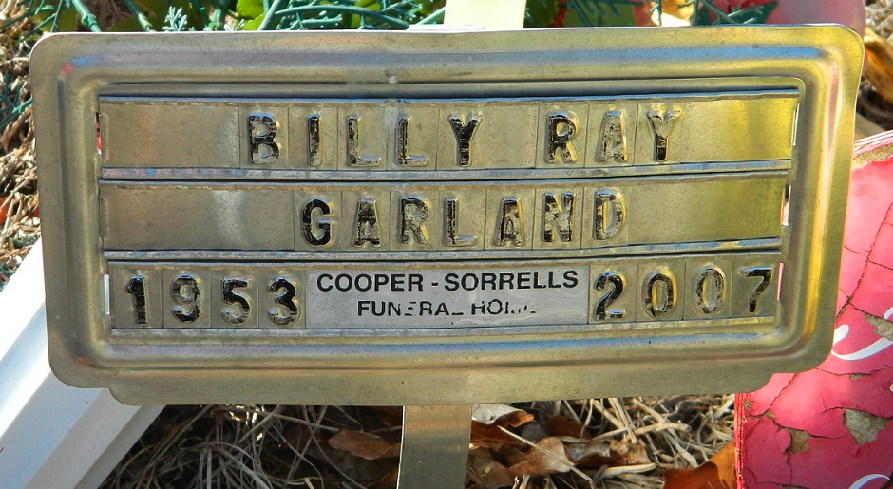 BILLY RAY
GARLAND
1953 COOPER - SORRELLS 2007
FUNERAL HOME